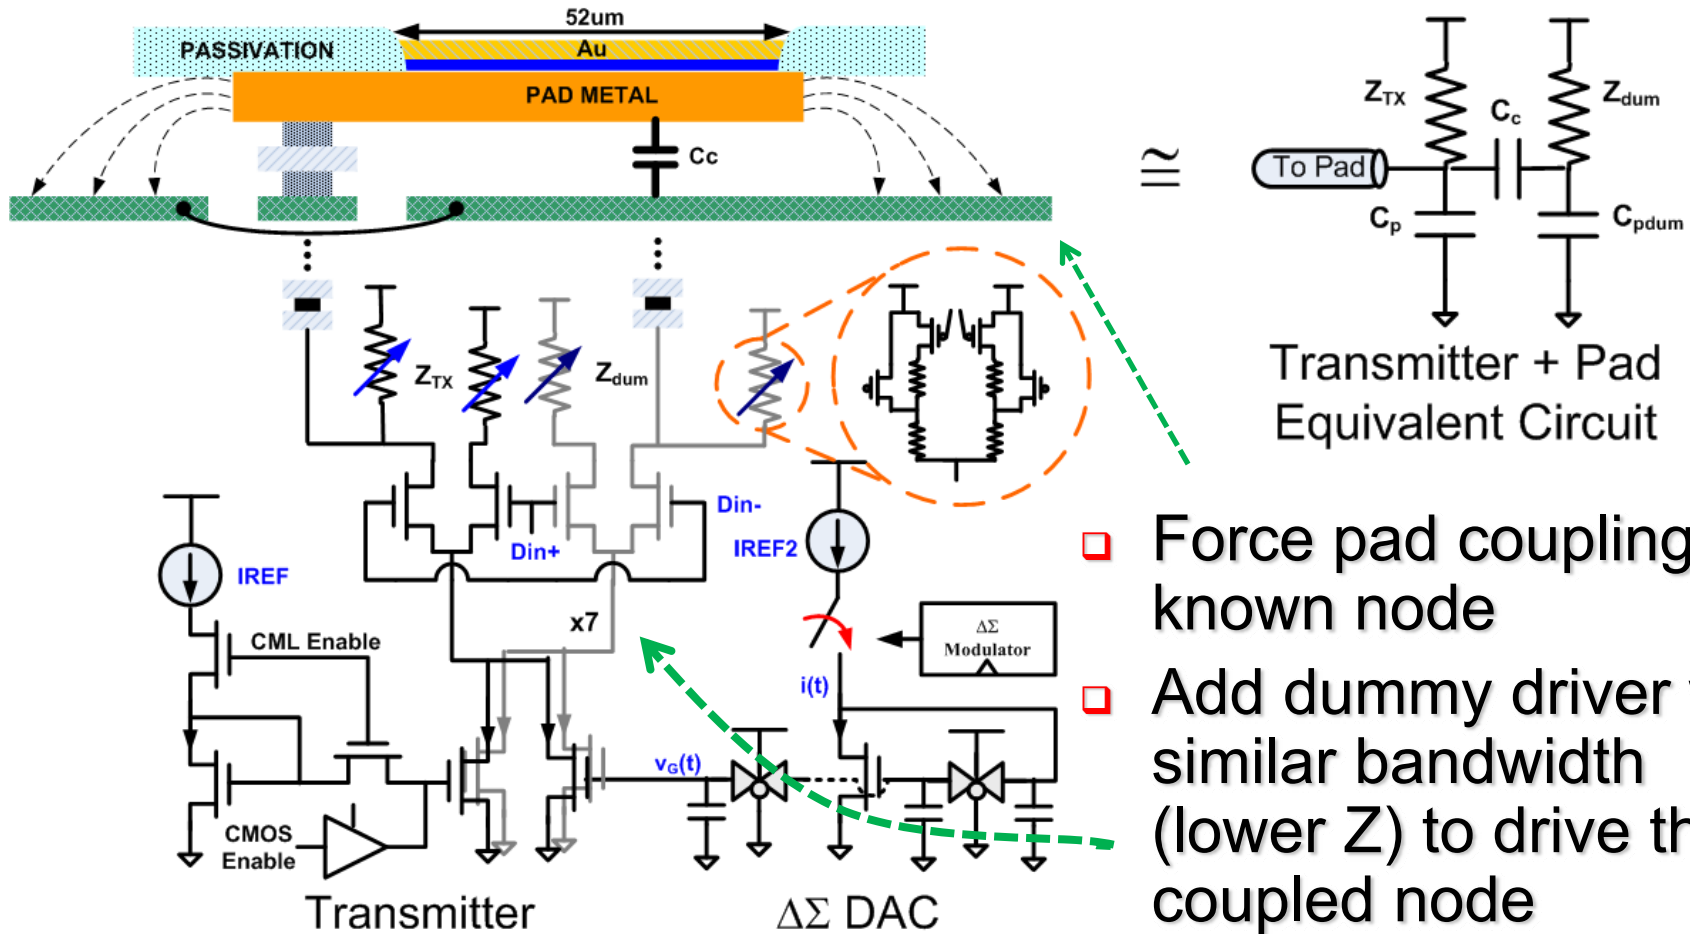 52um
PASSIVATION
Au
PAD METAL
Cc
≅
Z_TX
C_c
Z_dum
To Pad
C_p
C_pdum
Transmitter + Pad
Equivalent Circuit
Z_TX
Z_dum
Din-
Din+
IREF
IREF2
x7
CML Enable
ΔΣ
Modulator
i(t)
v_G(t)
CMOS
Enable
Transmitter
ΔΣ DAC
Force pad coupling
known node
Add dummy driver
similar bandwidth
(lower Z) to drive
coupled node